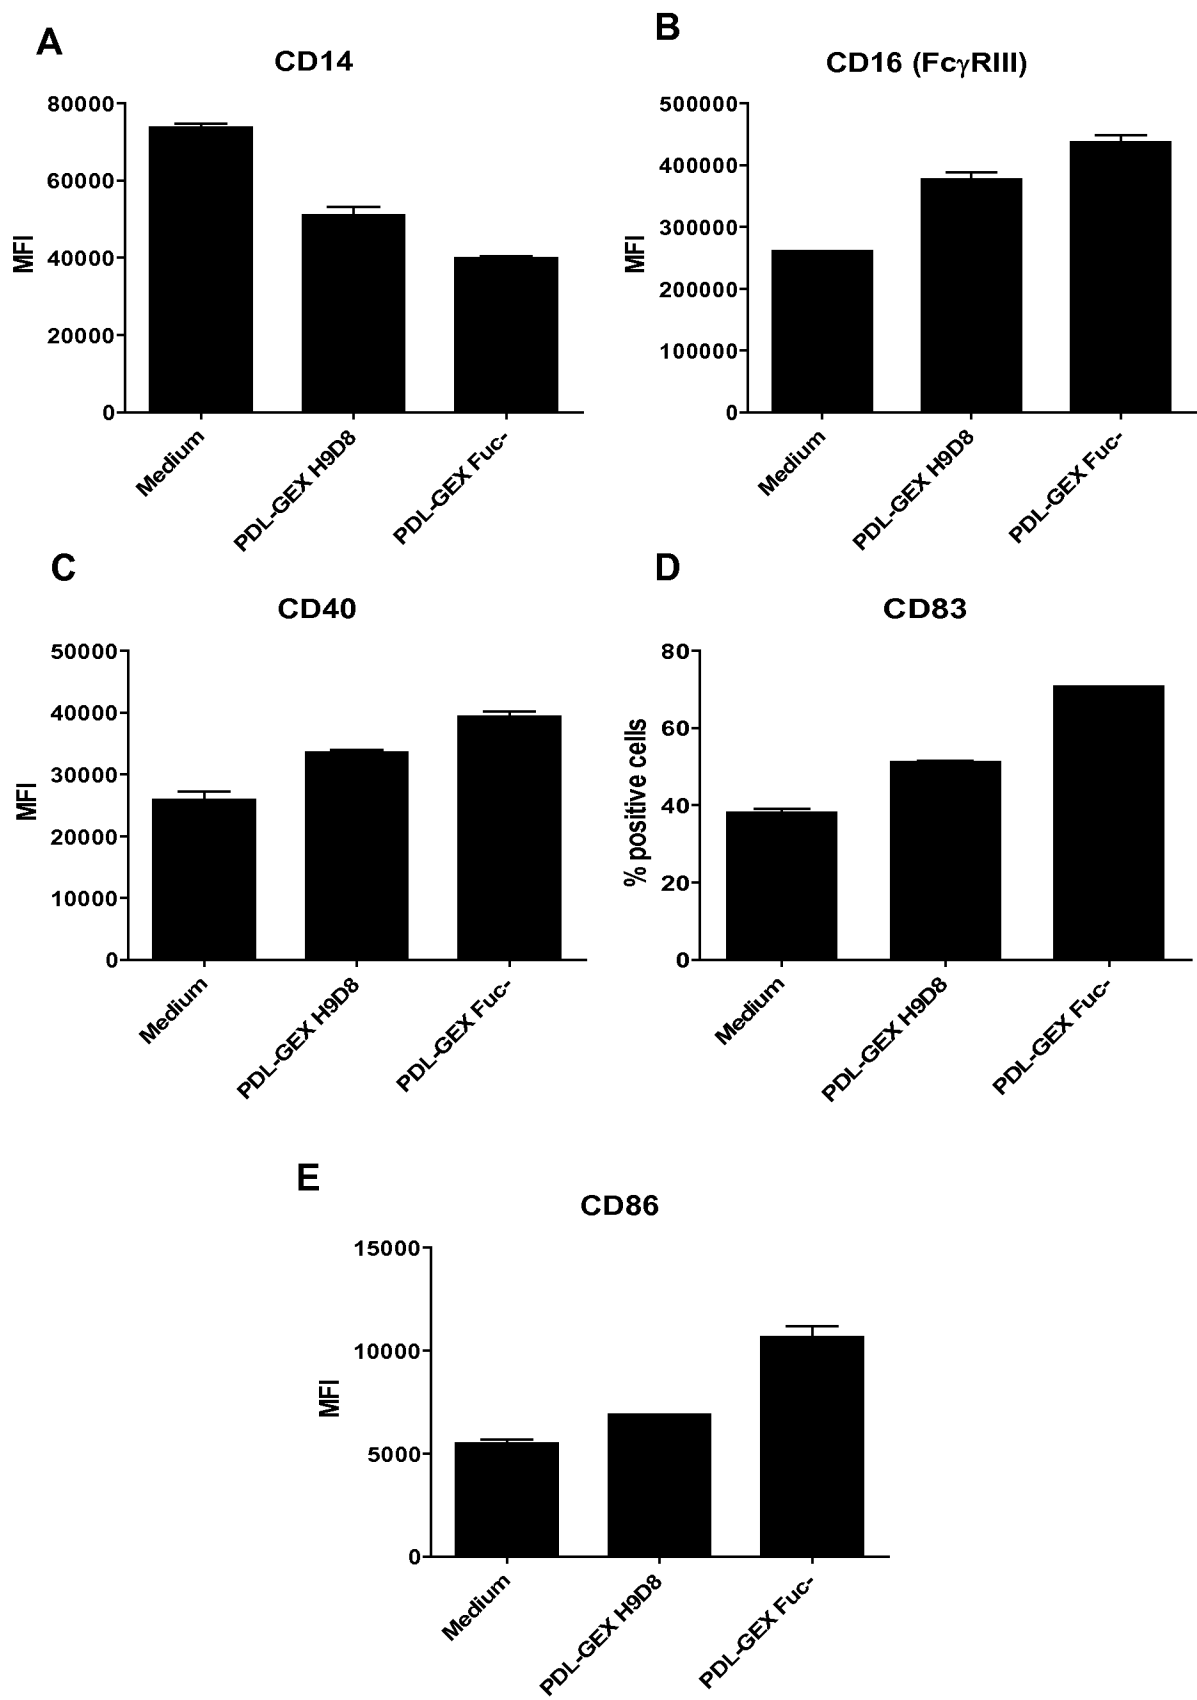 A
CD14
80000
60000
40000
20000
0
MFI
Medium
PDL-GEX H9D8
PDL-GEX Fuc-
B
CD16 (FcγRIII)
500000
400000
300000
200000
100000
0
MFI
Medium
PDL-GEX H9D8
PDL-GEX Fuc-
C
CD40
50000
40000
30000
20000
10000
0
MFI
Medium
PDL-GEX H9D8
PDL-GEX Fuc-
D
CD83
80
60
40
20
0
% positive cells
Medium
PDL-GEX H9D8
PDL-GEX Fuc-
E
CD86
15000
10000
5000
0
MFI
Medium
PDL-GEX H9D8
PDL-GEX Fuc-